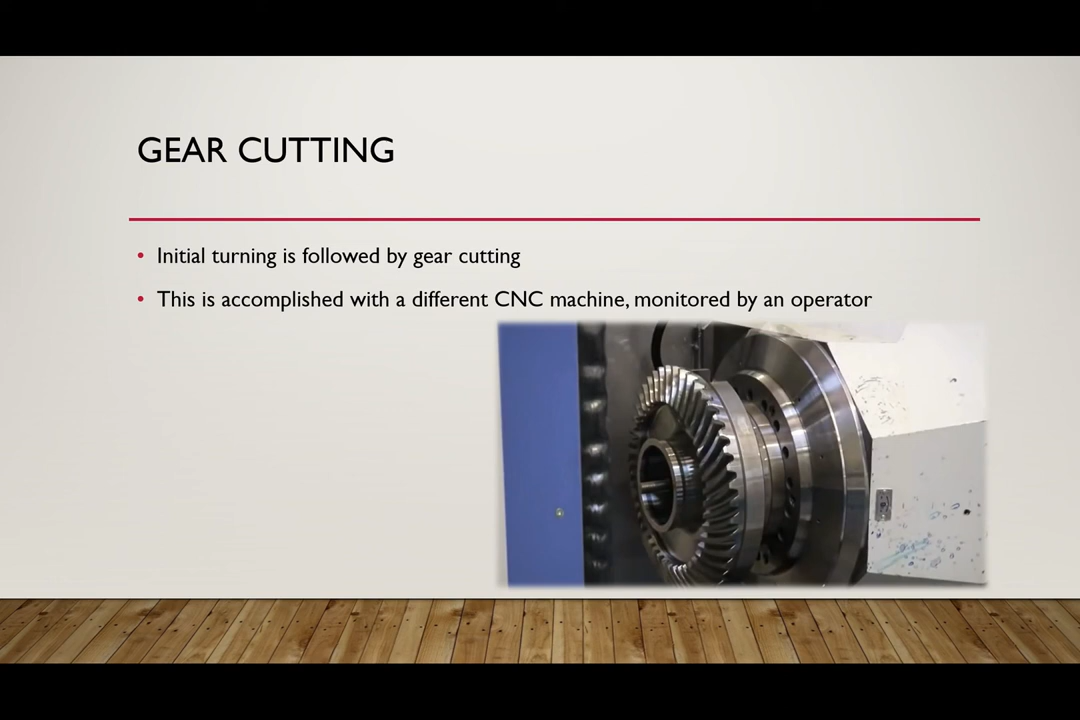 GEAR CUTTING
• Initial turning is followed by gear cutting
• This is accomplished with a different CNC machine, monitored by an operator